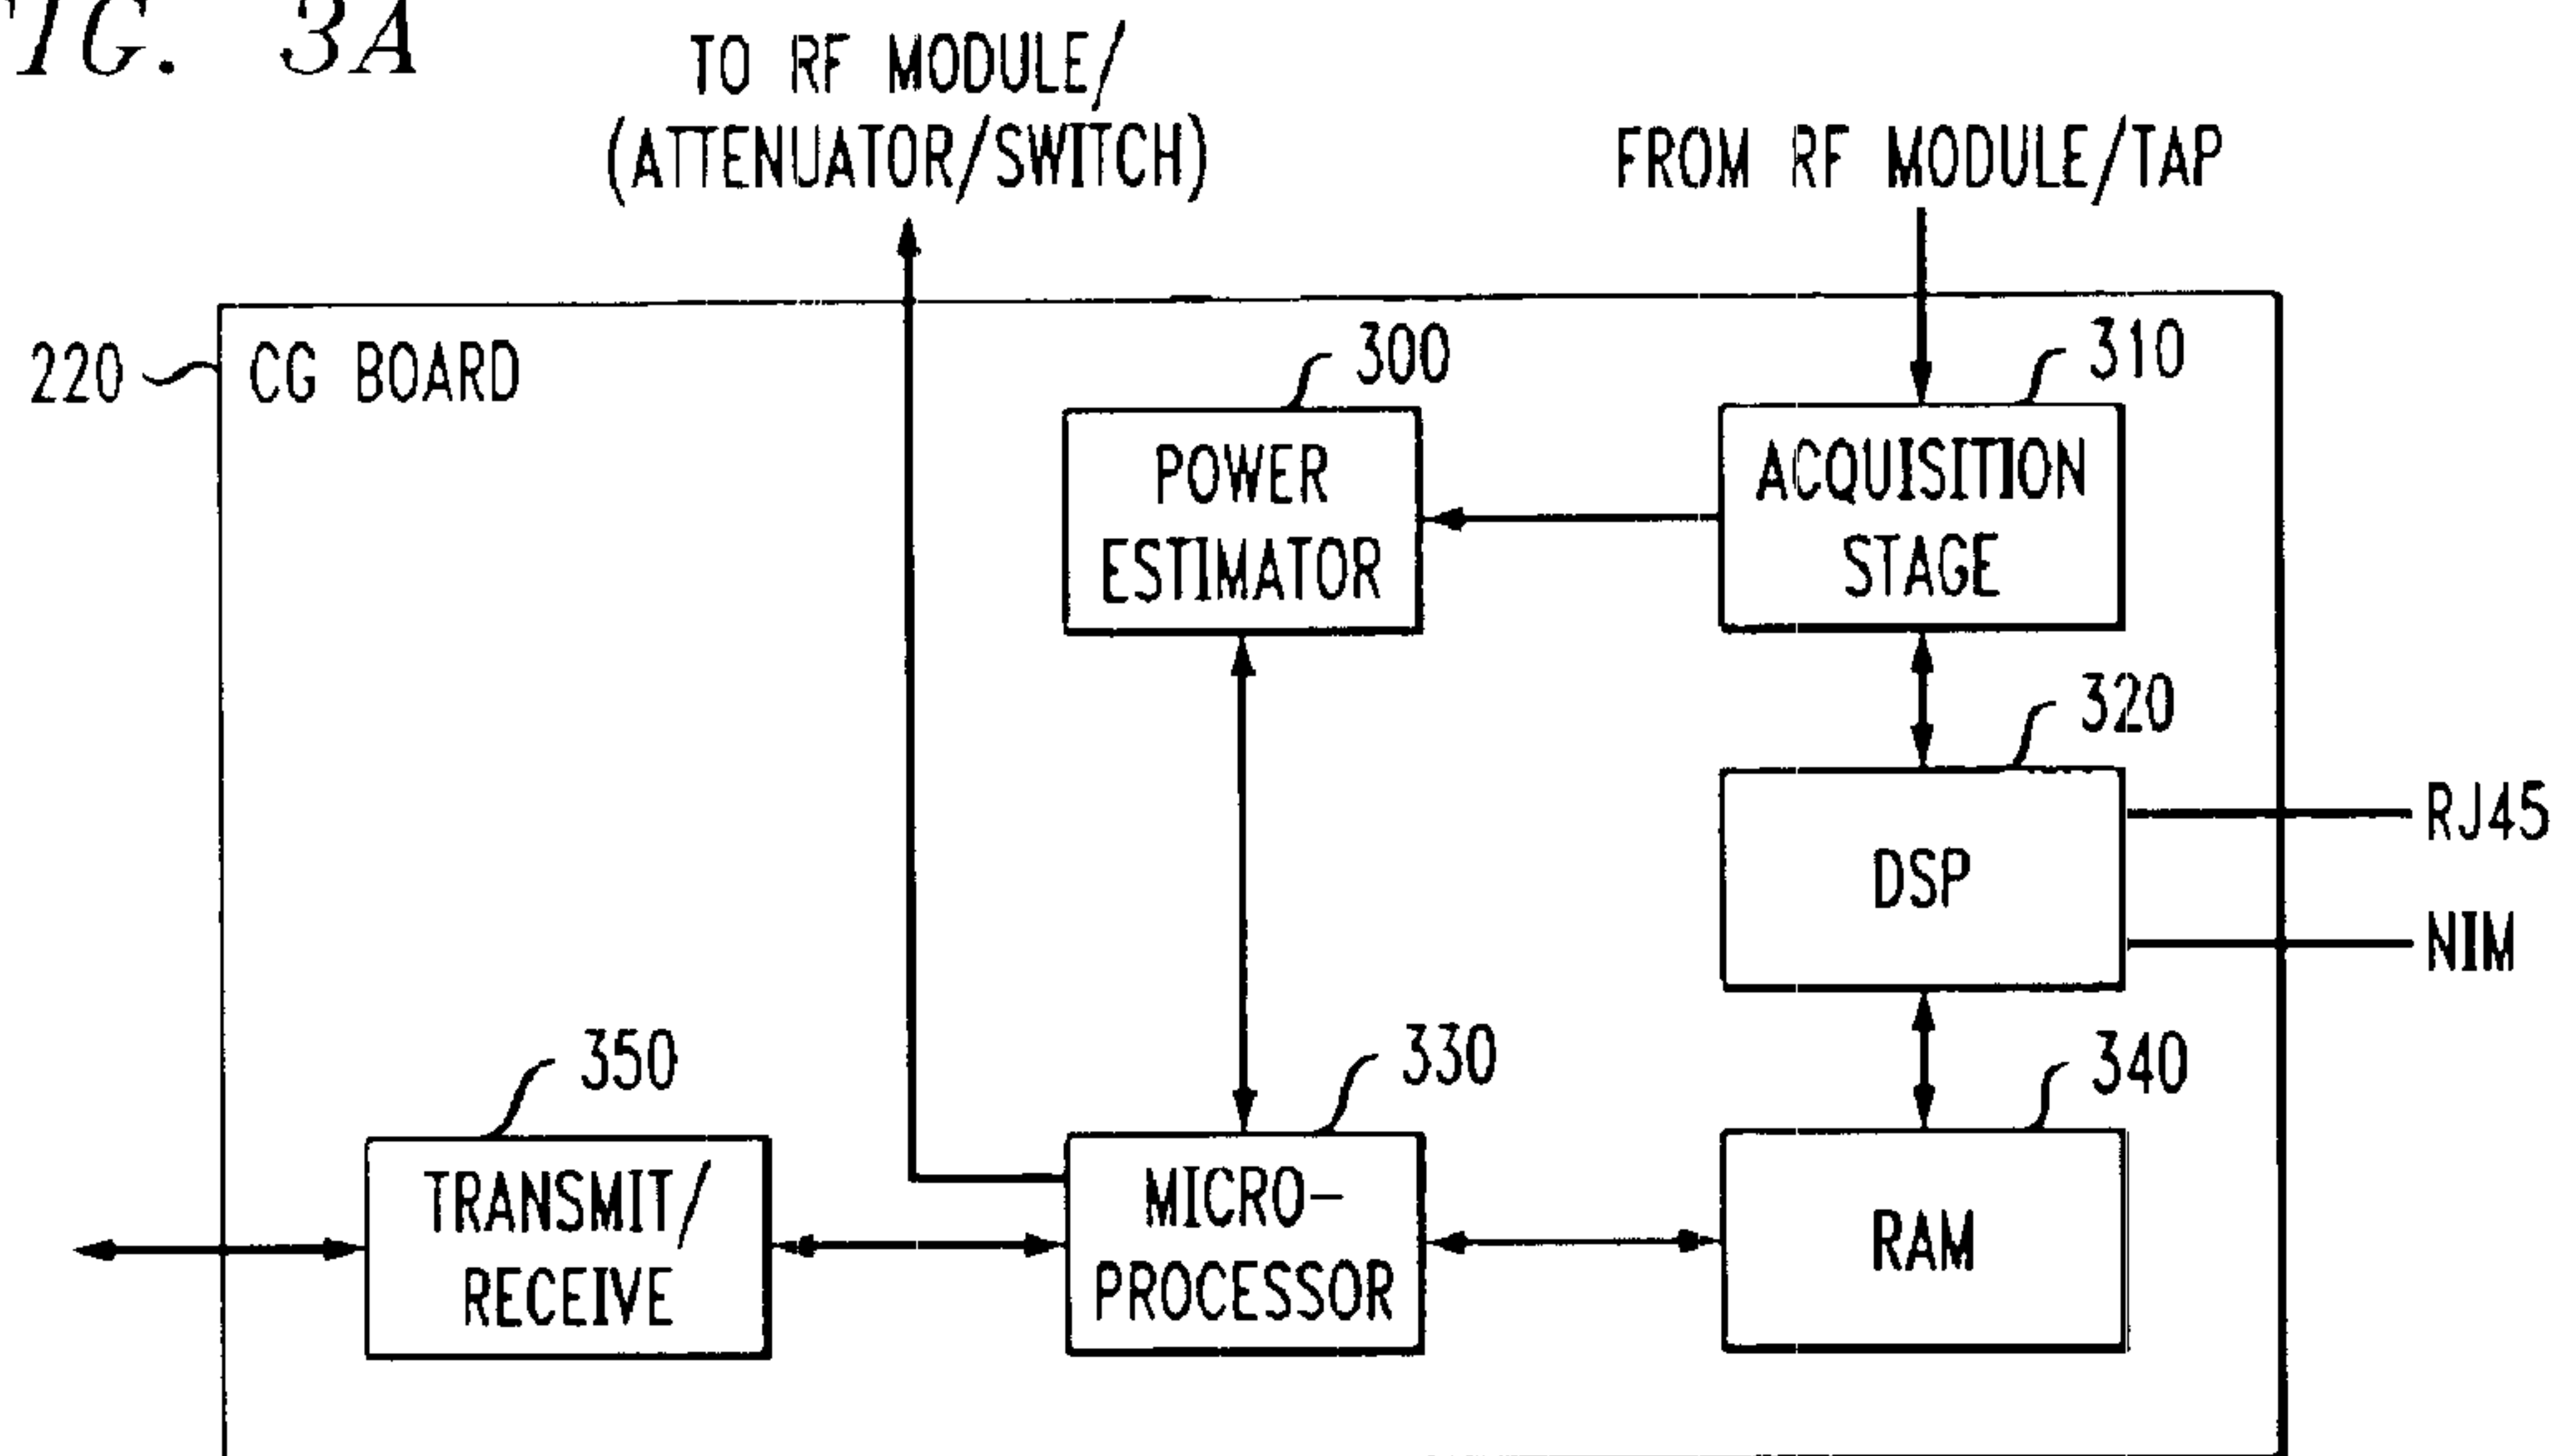 FIG. 3A
TO RF MODULE/
(ATTENUATOR/SWITCH)
FROM RF MODULE/TAP
220
CG BOARD
300
310
POWER
ESTIMATOR
ACQUISITION
STAGE
320
RJ45
DSP
NIM
350
330
340
TRANSMIT/
RECEIVE
MICRO-
PROCESSOR
RAM